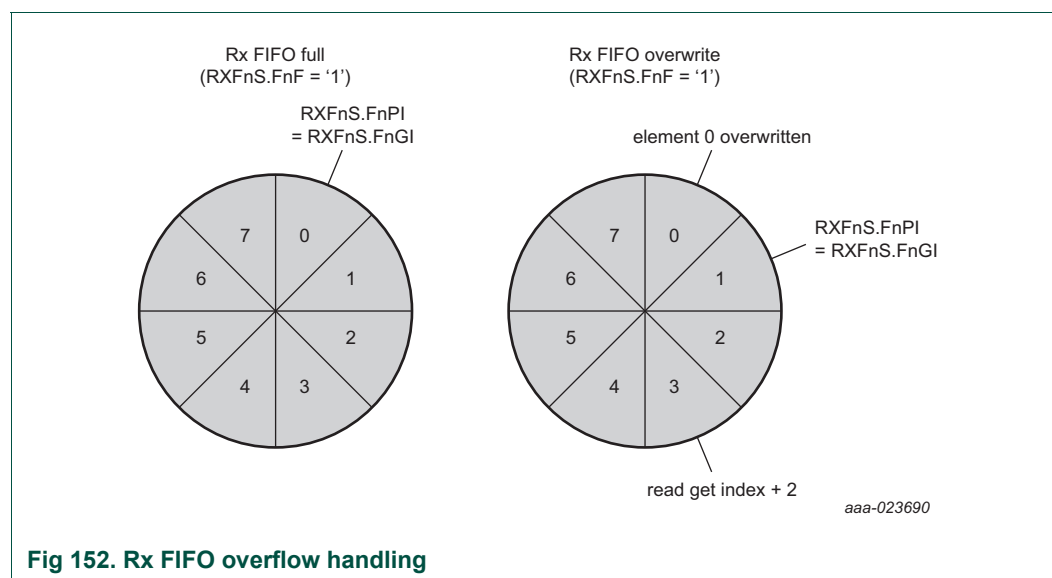 Rx FIFO full
(RXFnS.FnF = ‘1’)
RXFnS.FnPI
= RXFnS.FnGI
7
0
6
1
5
2
4
3
Rx FIFO overwrite
(RXFnS.FnF = ‘1’)
element 0 overwritten
RXFnS.FnPI
= RXFnS.FnGI
7
0
6
1
5
2
4
3
read get index + 2
aaa-023690
Fig 152. Rx FIFO overflow handling